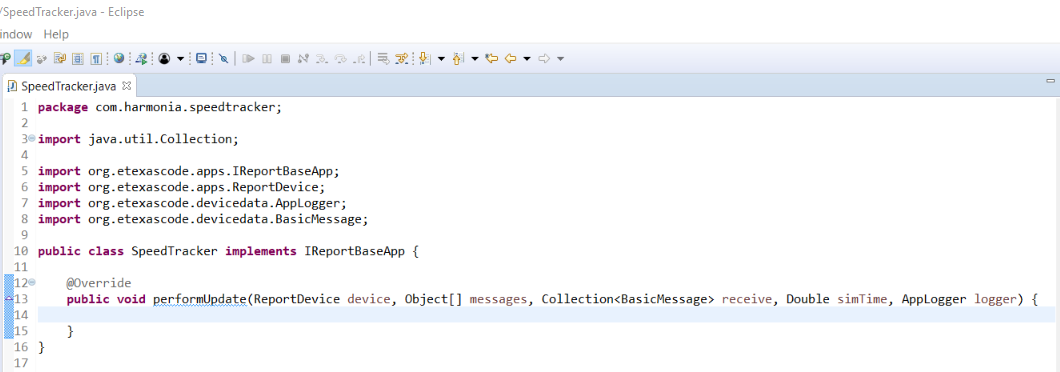 /SpeedTracker.java - Eclipse
indow Help
SpeedTracker.java
1 package com.harmonia.speedtracker;
2
3 import java.util.Collection;
4
5 import org.etexascode.apps.IReportBaseApp;
6 import org.etexascode.apps.ReportDevice;
7 import org.etexascode.devicedata.AppLogger;
8 import org.etexascode.devicedata.BasicMessage;
9
10 public class SpeedTracker implements IReportBaseApp {
11
12 @Override
13 public void performUpdate(ReportDevice device, Object[] messages, Collection<BasicMessage> receive, Double simTime, AppLogger logger) {
14
15 }
16 }
17